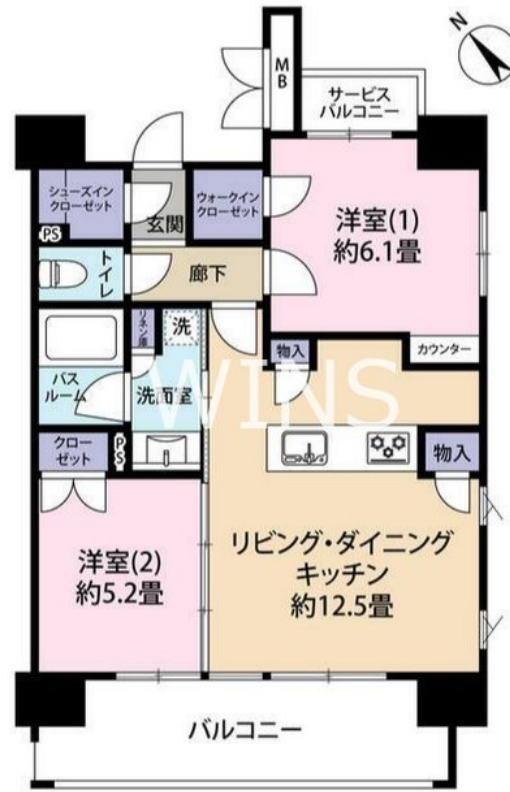 N
MB
サービス
バルコニー
シューズイン
クローゼット
PS
玄関
ウォークイン
クローゼット
洋室(1)
約6.1畳
トイレ
廊下
リネン庫
洗
物入
カウンター
バス
ルーム
洗面室
WINS
クロー
ゼット
PS
物入
洋室(2)
約5.2畳
リビング・ダイニング
キッチン
約12.5畳
バルコニー